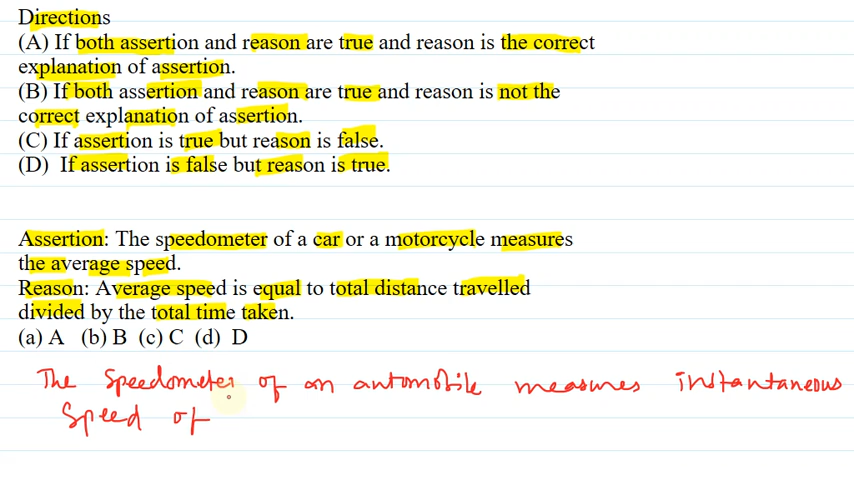 Directions
(A) If both assertion and reason are true and reason is the correct
explanation of assertion.
(B) If both assertion and reason are true and reason is not the
correct explanation of assertion.
(C) If assertion is true but reason is false.
(D) If assertion is false but reason is true.
Assertion: The speedometer of a car or a motorcycle measures
the average speed.
Reason: Average speed is equal to total distance travelled
divided by the total time taken.
(a) A (b) B (c) C (d) D
The Speedometer of an automobile measures instantaneous
Speed of